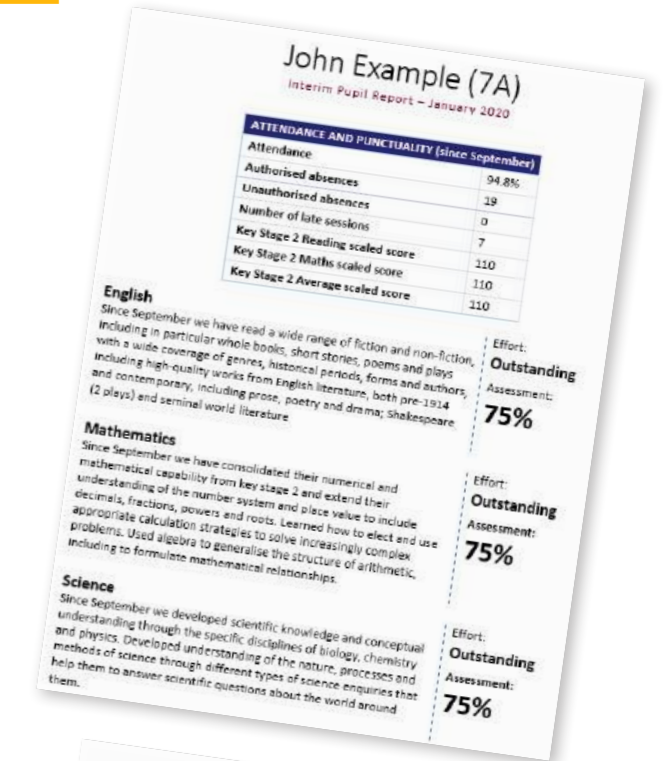 John Example (7A)
Interim Pupil Report – January 2020
ATTENDANCE AND PUNCTUALITY (since September)
Attendance 94.8%
Authorised absences 19
Unauthorised absences 0
Number of late sessions 7
Key Stage 2 Reading scaled score 110
Key Stage 2 Maths scaled score 110
Key Stage 2 Average scaled score 110
English
Since September we have read a wide range of fiction and non-fiction,
including in particular whole books, short stories, poems and plays
with a wide coverage of genres, historical periods, forms and authors,
including high-quality works from English literature, both pre-1914
and contemporary, including prose, poetry and drama; Shakespeare
(2 plays) and seminal world literature
Effort:
Outstanding
Assessment:
75%
Mathematics
Since September we have consolidated their numerical and
mathematical capability from key stage 2 and extend their
understanding of the number system and place value to include
decimals, fractions, powers and roots. Learned how to elect and use
appropriate calculation strategies to solve increasingly complex
problems. Used algebra to generalise the structure of arithmetic,
including to formulate mathematical relationships.
Effort:
Outstanding
Assessment:
75%
Science
Since September we developed scientific knowledge and conceptual
understanding through the specific disciplines of biology, chemistry
and physics. Developed understanding of the nature, processes and
methods of science through different types of science enquiries that
help them to answer scientific questions about the world around
them.
Effort:
Outstanding
Assessment:
75%